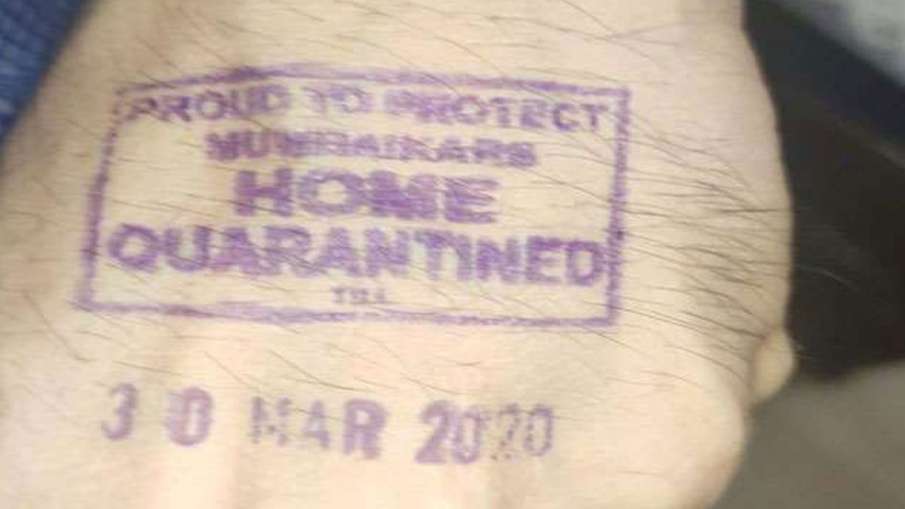 PROUD TO PROTECT
MUMBAIKARS
HOME
QUARANTINED
TILL
30 MAR 2020